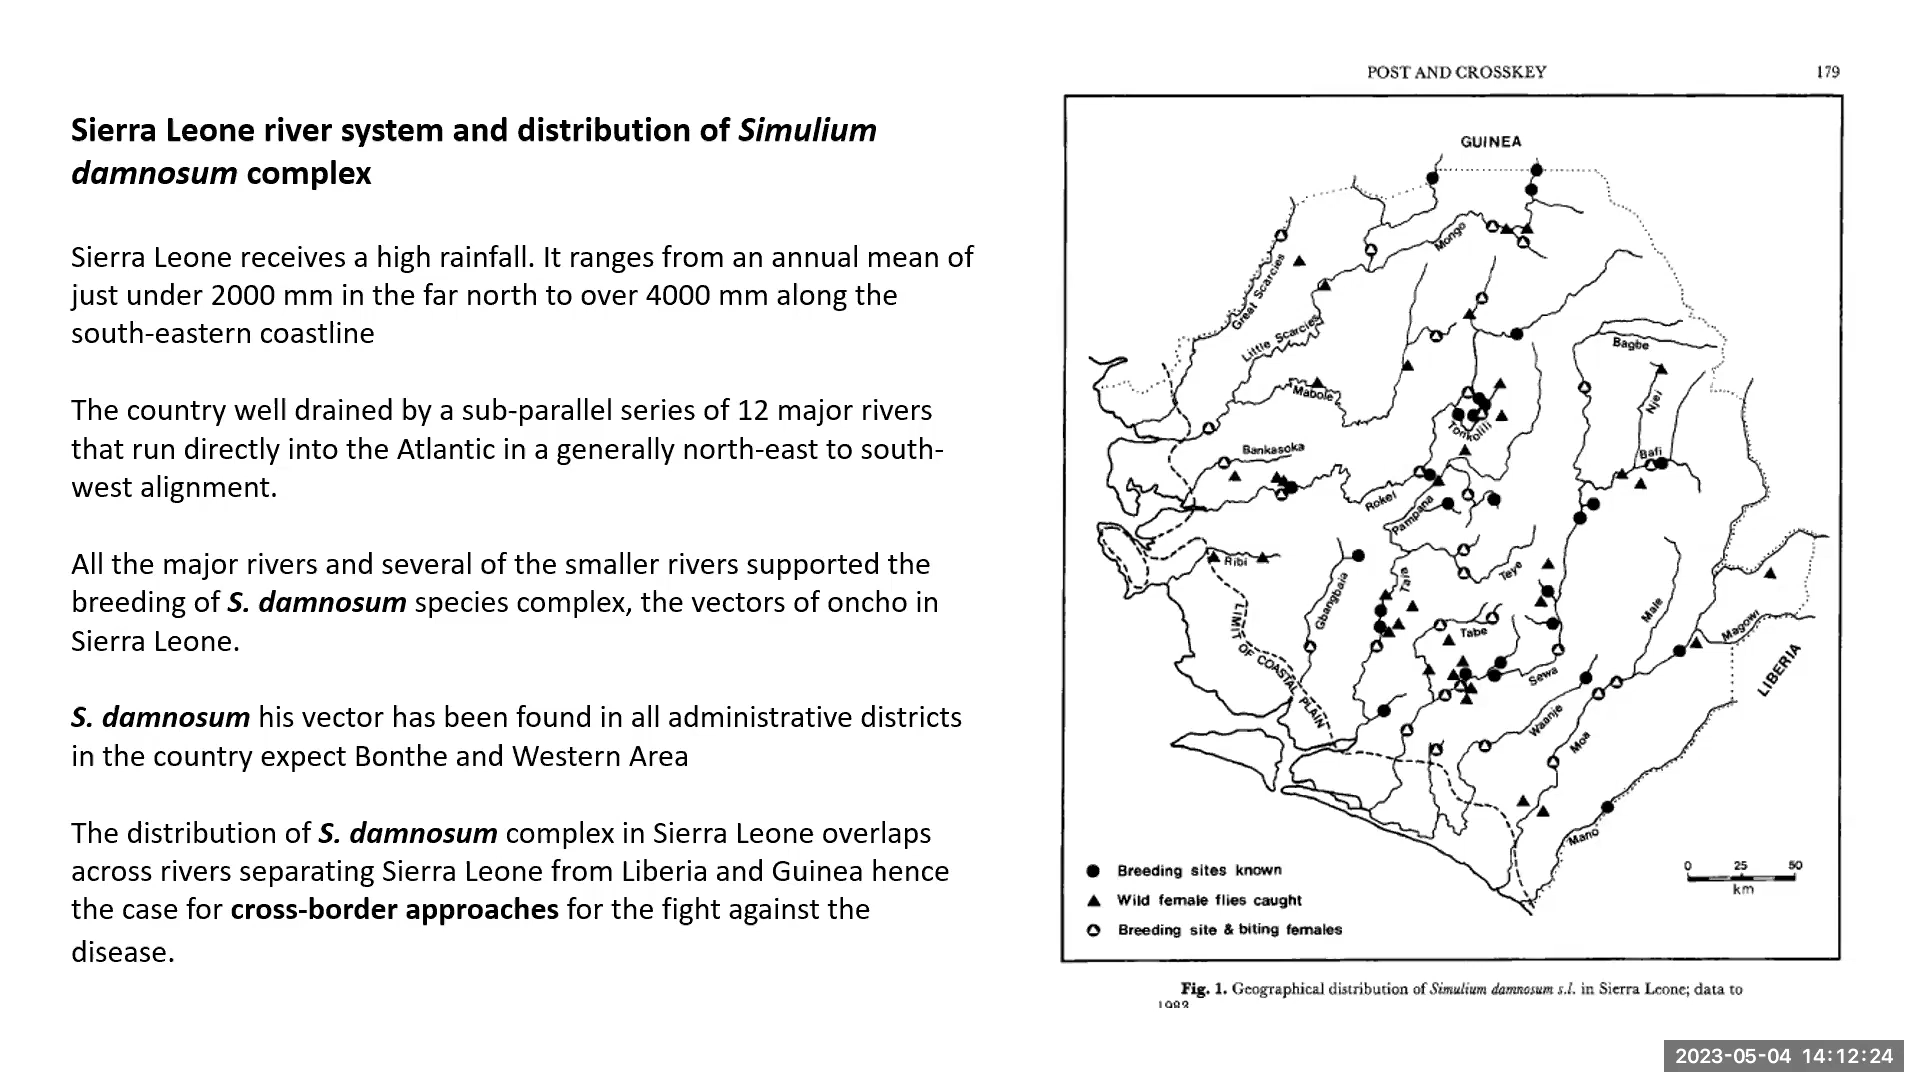 Sierra Leone river system and distribution of Simulium
damnosum complex
Sierra Leone receives a high rainfall. It ranges from an annual mean of
just under 2000 mm in the far north to over 4000 mm along the
south-eastern coastline
The country well drained by a sub-parallel series of 12 major rivers
that run directly into the Atlantic in a generally north-east to south-
west alignment.
All the major rivers and several of the smaller rivers supported the
breeding of S. damnosum species complex, the vectors of oncho in
Sierra Leone.
S. damnosum his vector has been found in all administrative districts
in the country expect Bonthe and Western Area
The distribution of S. damnosum complex in Sierra Leone overlaps
across rivers separating Sierra Leone from Liberia and Guinea hence
the case for cross-border approaches for the fight against the
disease.
POST AND CROSSKEY 179
GUINEA
Mongo
Great Scarcies
Little Scarcies
Bagbe
Mabole
Njei
Tonkolili
Bankasoka
Bafi
Rokel
Pampana
Ribi
Taia
Teye
Gbangbaia
Male
Magowi
Tabe
LIMIT OF COASTAL PLAIN
LIBERIA
Sewa
Waanje
Moa
Mano
0 25 50
km
Breeding sites known
Wild female flies caught
Breeding site & biting females
Fig. 1. Geographical distribution of Simulium damnosum s.l. in Sierra Leone; data to
1983
2023-05-04 14:12:24